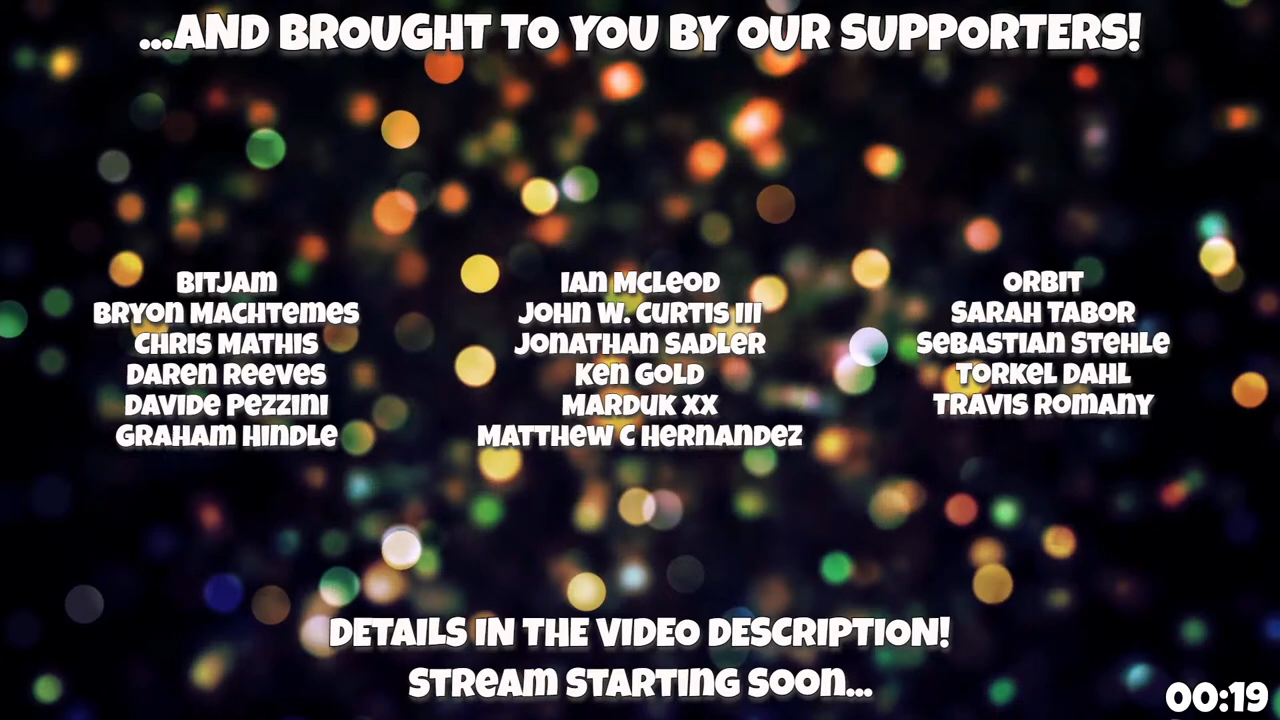 ...AND BROUGHT TO YOU BY OUR SUPPORTERS!
BITJAM
BRYON MACHTEMES
CHRIS MATHIS
DAREN REEVES
DAVIDE PEZZINI
GRAHAM HINDLE
IAN MCLEOD
JOHN W. CURTIS III
JONATHAN SADLER
KEN GOLD
MARDUK XX
MATTHEW C HERNANDEZ
ORBIT
SARAH TABOR
SEBASTIAN STEHLE
TORKEL DAHL
TRAVIS ROMANY
DETAILS IN THE VIDEO DESCRIPTION!
STREAM STARTING SOON...
00:19